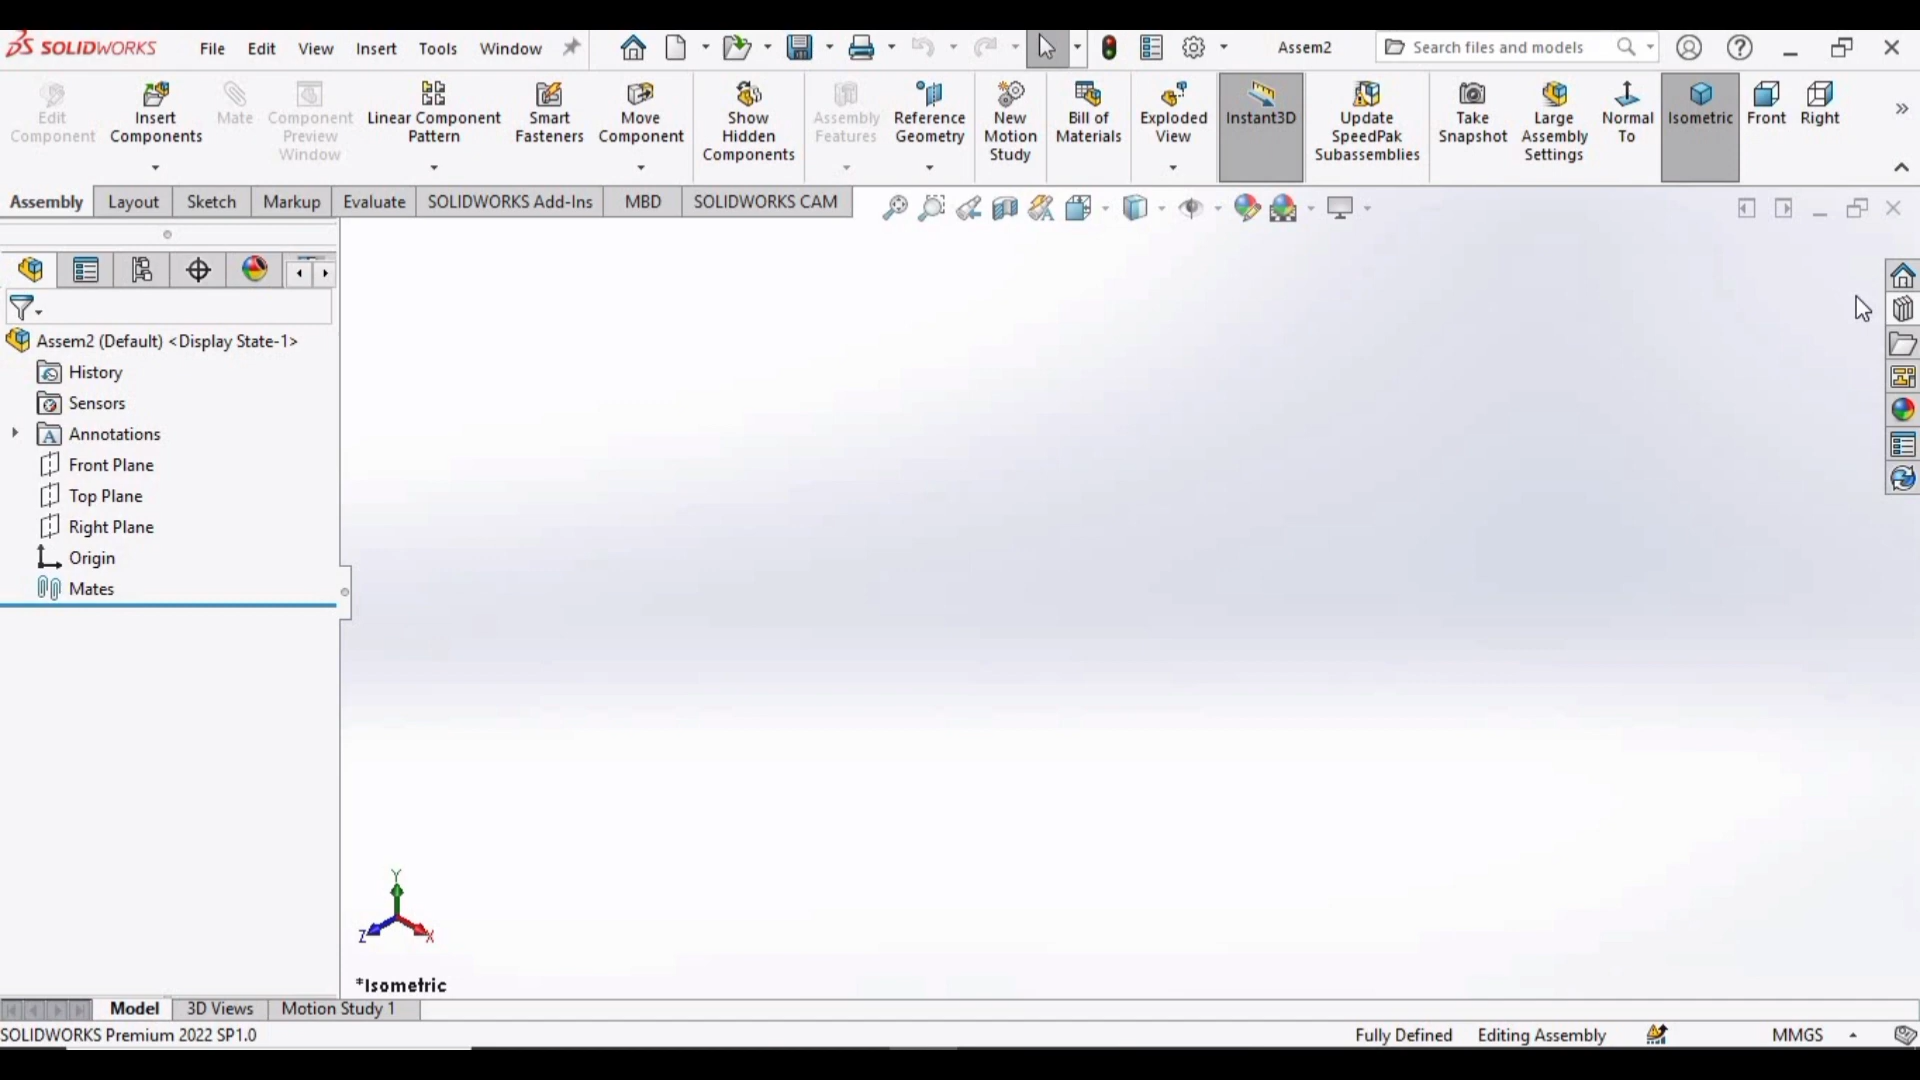 SOLIDWORKS File Edit View Insert Tools Window Assem2 Search files and models
Edit Component
Insert Components
Mate
Component Preview Window
Linear Component Pattern
Smart Fasteners
Move Component
Show Hidden Components
Assembly Features
Reference Geometry
New Motion Study
Bill of Materials
Exploded View
Instant3D
Update SpeedPak Subassemblies
Take Snapshot
Large Assembly Settings
Normal To
Isometric
Front
Right
Assembly Layout Sketch Markup Evaluate SOLIDWORKS Add-Ins MBD SOLIDWORKS CAM
Assem2 (Default) <Display State-1>
History
Sensors
Annotations
Front Plane
Top Plane
Right Plane
Origin
Mates
Y
Z X
*Isometric
Model 3D Views Motion Study 1
SOLIDWORKS Premium 2022 SP1.0 Fully Defined Editing Assembly MMGS